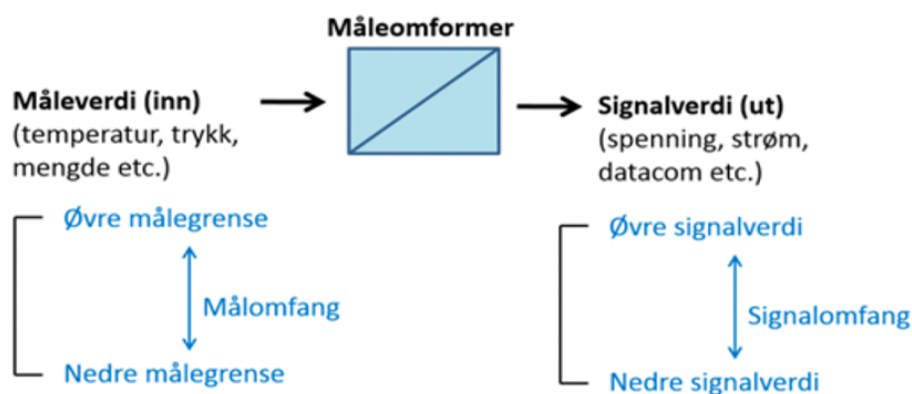 Måleomformer
Måleverdi (inn)
(temperatur, trykk,
mengde etc.)
Signalverdi (ut)
(spenning, strøm,
datacom etc.)
Øvre målegrense
Målomfang
Nedre målegrense
Øvre signalverdi
Signalomfang
Nedre signalverdi